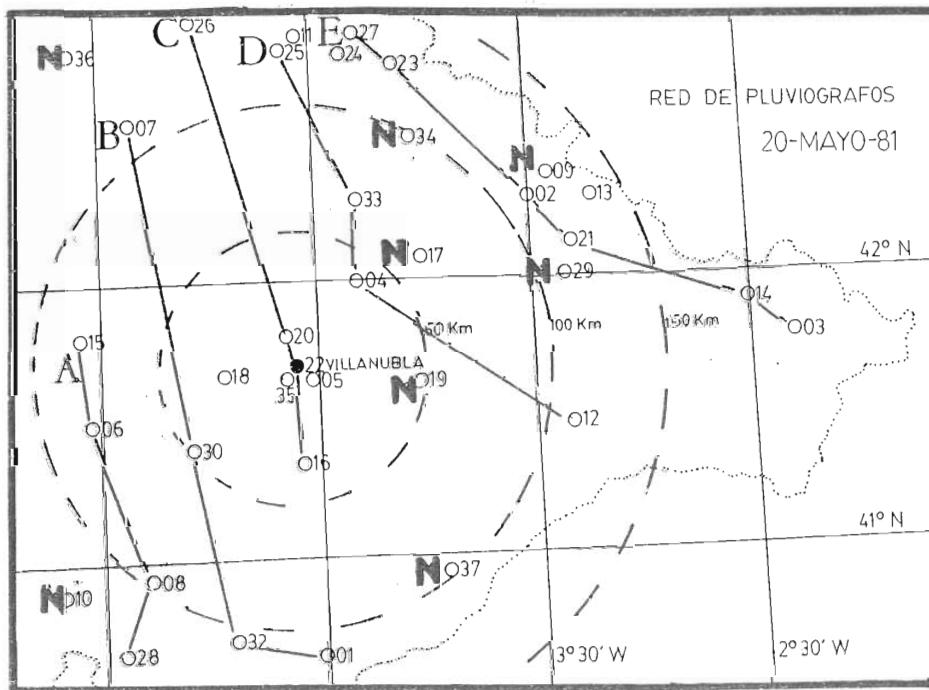 C 26
D 25 11
E 27
24
23
N 36
RED DE PLUVIOGRAFOS
20-MAYO-81
B 07
N 34
N 09
02
13
33
21
N 17
42° N
04
N 29
14
03
15
20
50 Km
100 Km
150 Km
22 VILLANUBLA
A
18
35
05
N 19
06
12
30
16
41° N
08
N 37
N 10
32
01
28
3° 30' W
2° 30' W